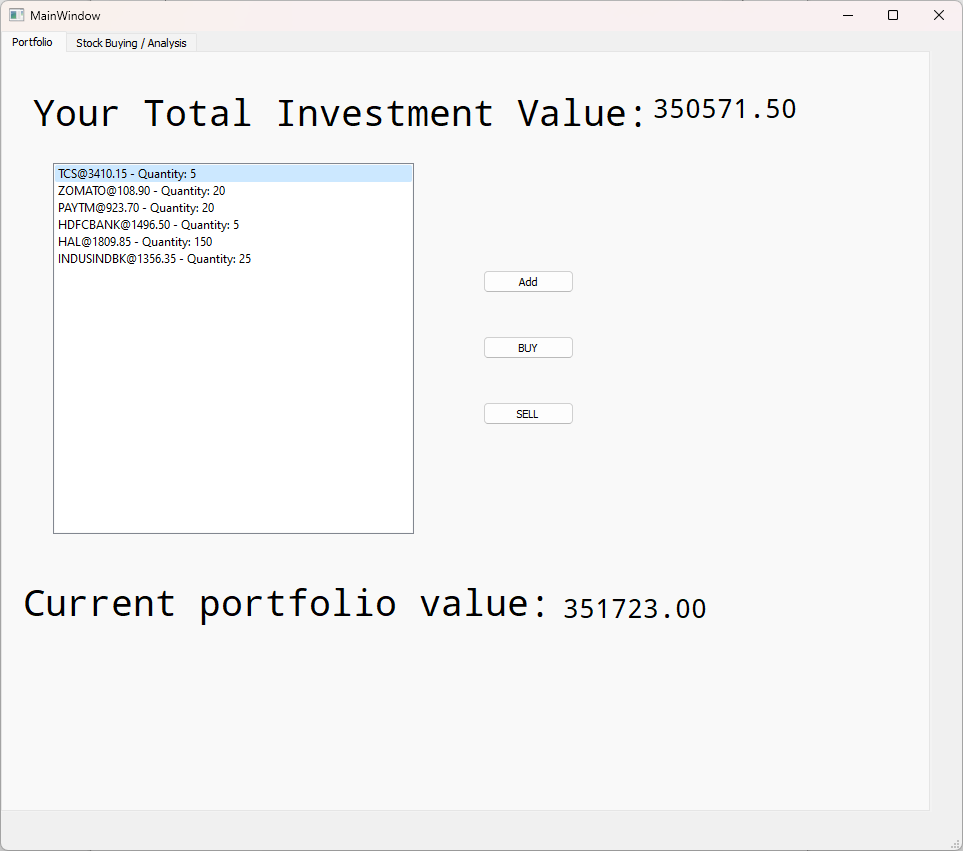 MainWindow
Portfolio Stock Buying / Analysis
Your Total Investment Value: 350571.50
TCS@3410.15 - Quantity: 5
ZOMATO@108.90 - Quantity: 20
PAYTM@923.70 - Quantity: 20
HDFCBANK@1496.50 - Quantity: 5
HAL@1809.85 - Quantity: 150
INDUSINDBK@1356.35 - Quantity: 25
Add
BUY
SELL
Current portfolio value: 351723.00